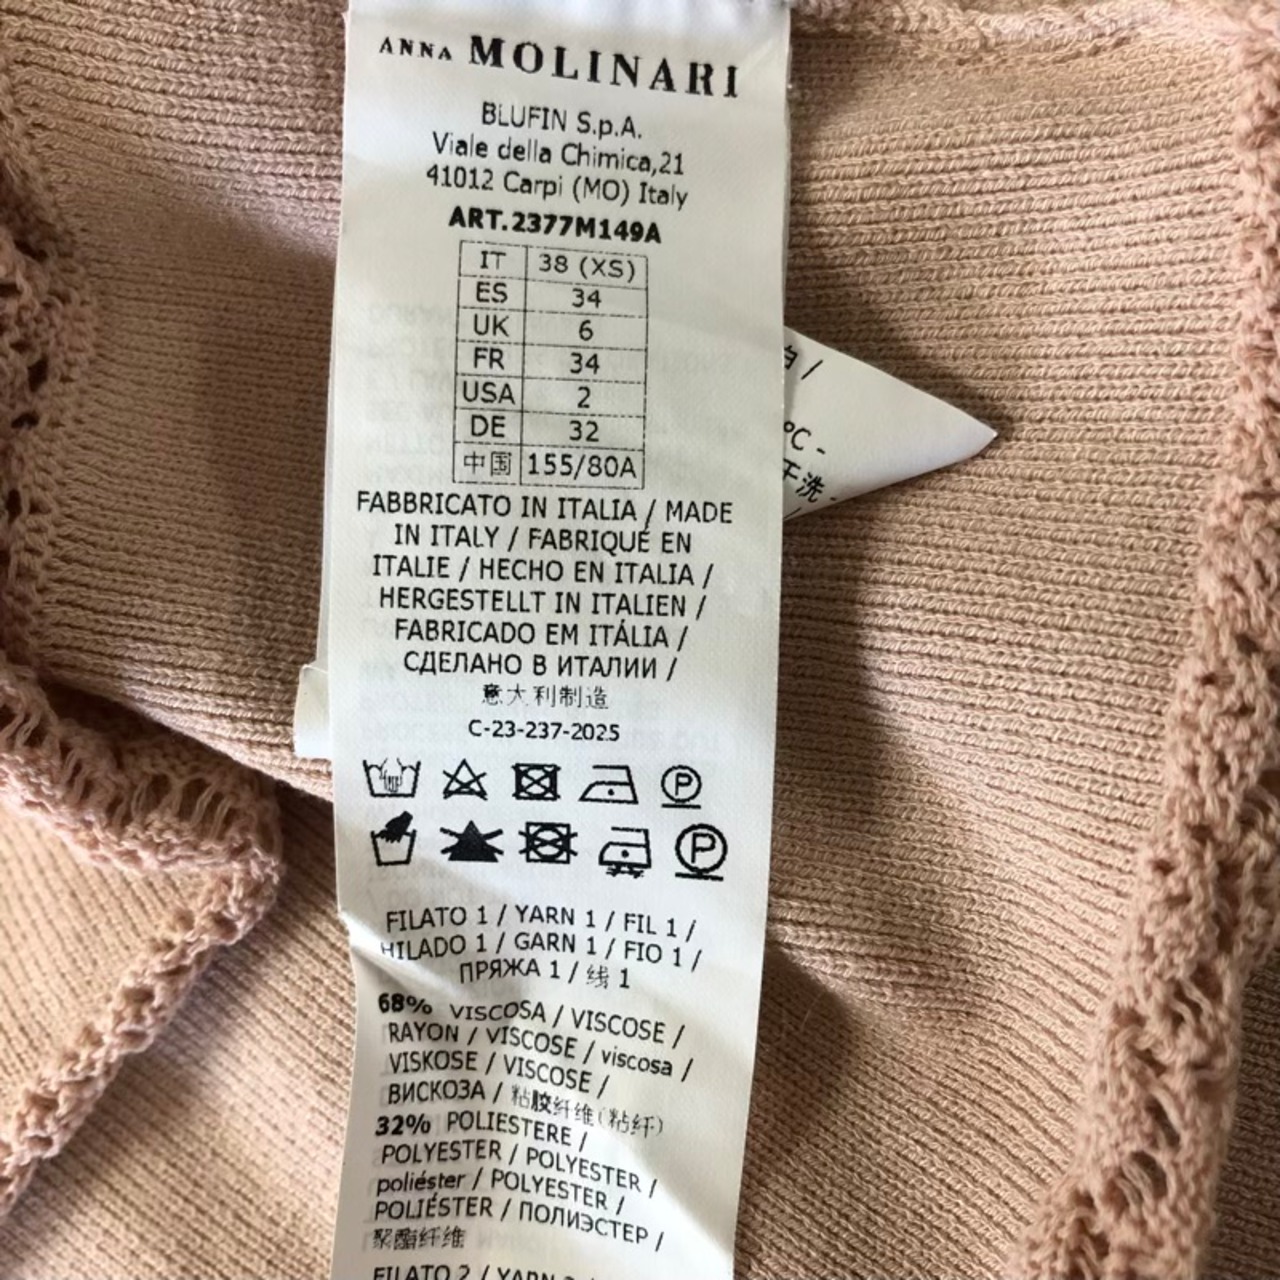 ANNA MOLINARI
BLUFIN S.p.A.
Viale della Chimica,21
41012 Carpi (MO) Italy
ART.2377M149A
IT 38 (XS)
ES 34
UK 6
FR 34
USA 2
DE 32
中国 155/80A
FABBRICATO IN ITALIA / MADE
IN ITALY / FABRIQUÉ EN
ITALIE / HECHO EN ITALIA /
HERGESTELLT IN ITALIEN /
FABRICADO EM ITÁLIA /
СДЕЛАНО В ИТАЛИИ /
意大利制造
C-23-237-2025
P
P
FILATO 1 / YARN 1 / FIL 1 /
HILADO 1 / GARN 1 / FIO 1 /
ПРЯЖА 1 / 线 1
68% VISCOSA / VISCOSE /
RAYON / VISCOSE / viscosa /
VISKOSE / VISCOSE /
ВИСКОЗА / 粘胶纤维(粘纤)
32% POLIESTERE /
POLYESTER / POLYESTER /
poliéster / POLYESTER /
POLIÉSTER / ПОЛИЭСТЕР /
聚酯纤维
FILATO 2 / YARN
°C -
干洗 -